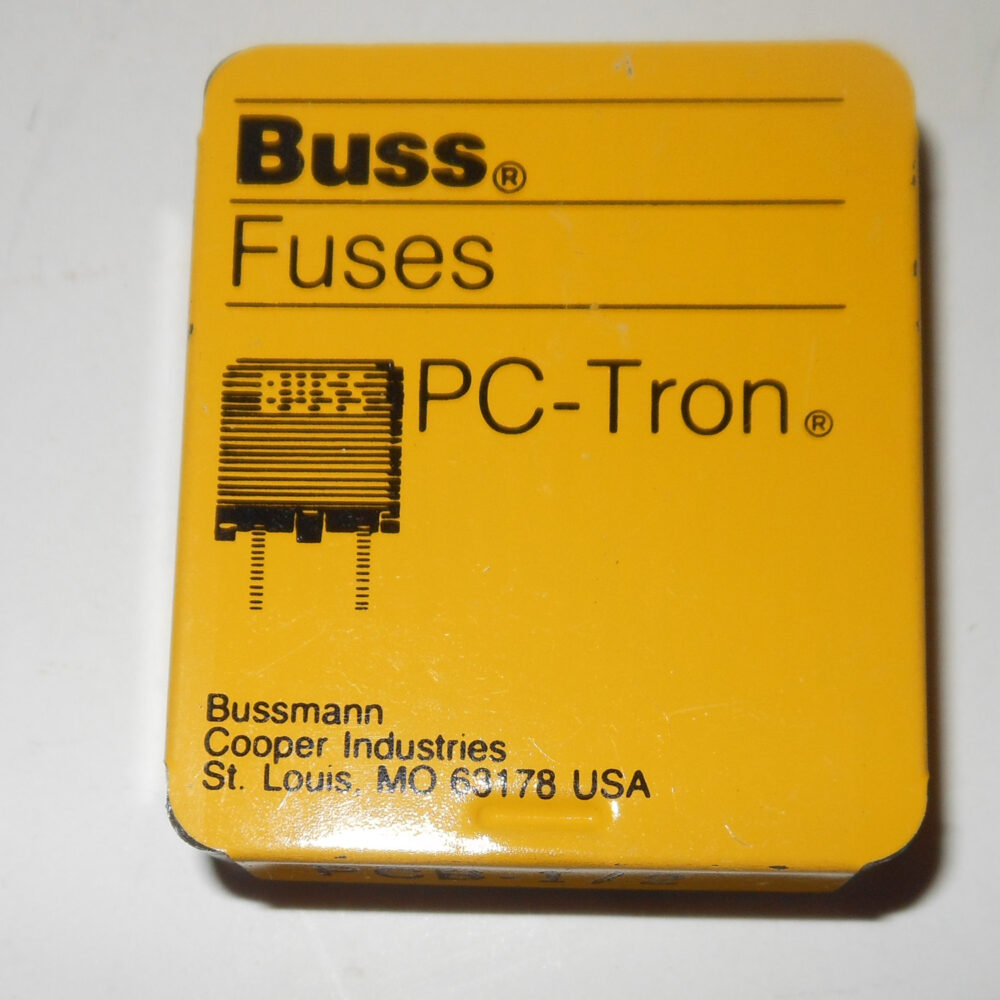 Buss®
Fuses
PC-Tron®
Bussmann
Cooper Industries
St. Louis, MO 63178 USA